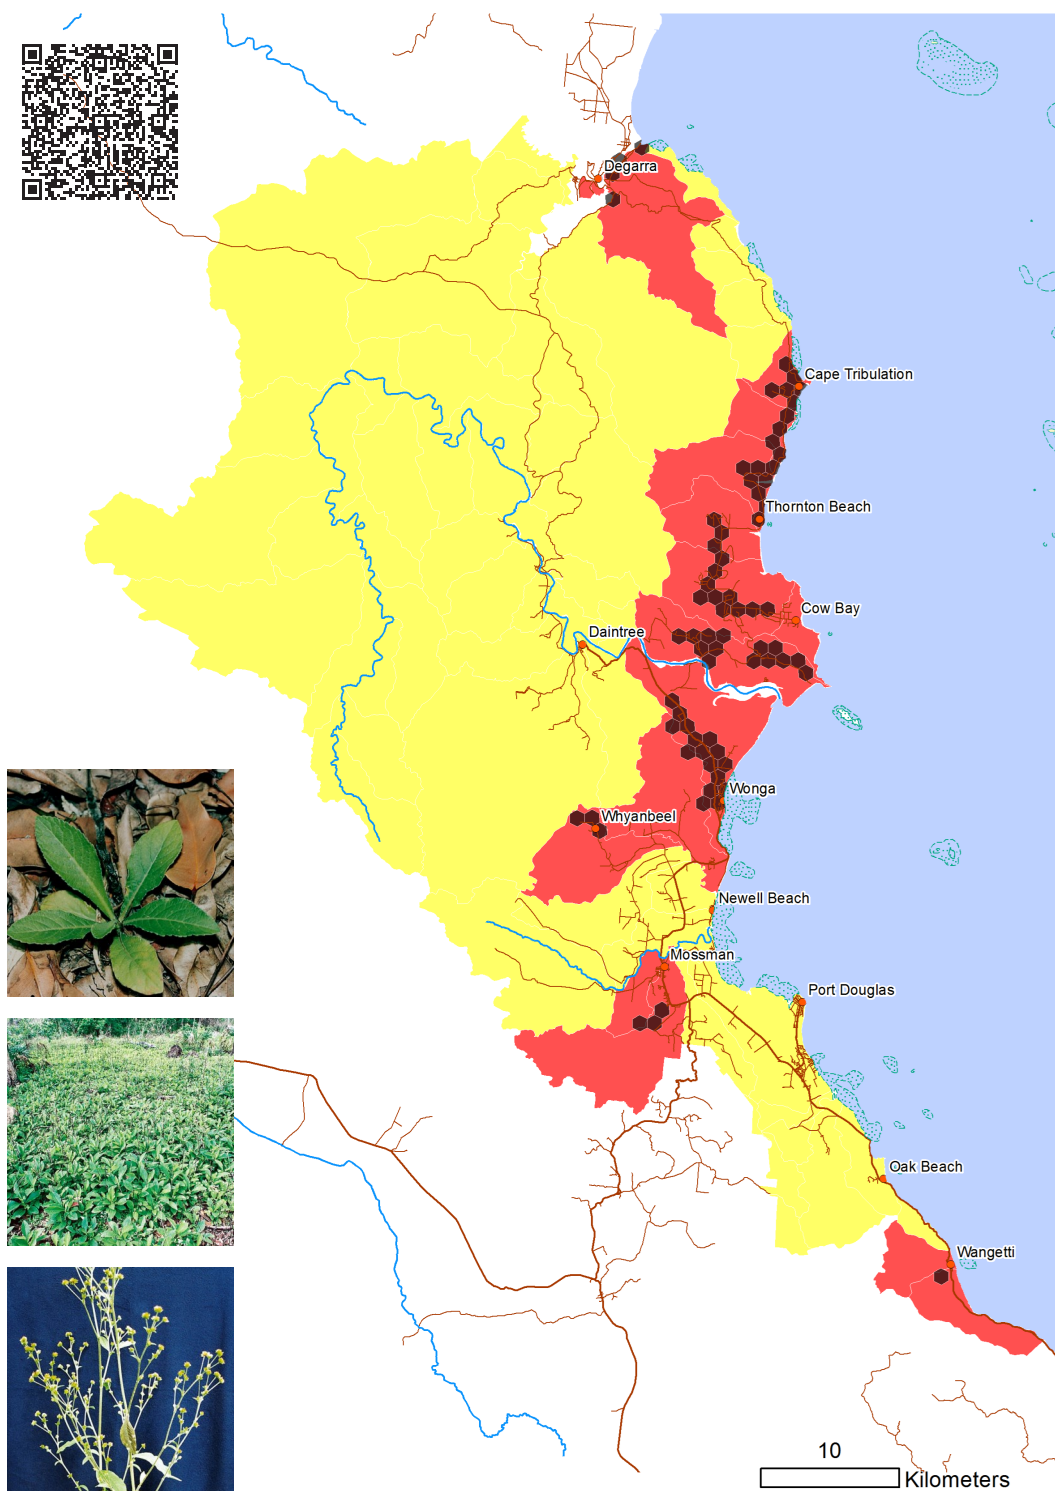 Degarra
Cape Tribulation
Thornton Beach
Cow Bay
Daintree
Wonga
Whyanbeel
Newell Beach
Mossman
Port Douglas
Oak Beach
Wangetti
10
Kilometers